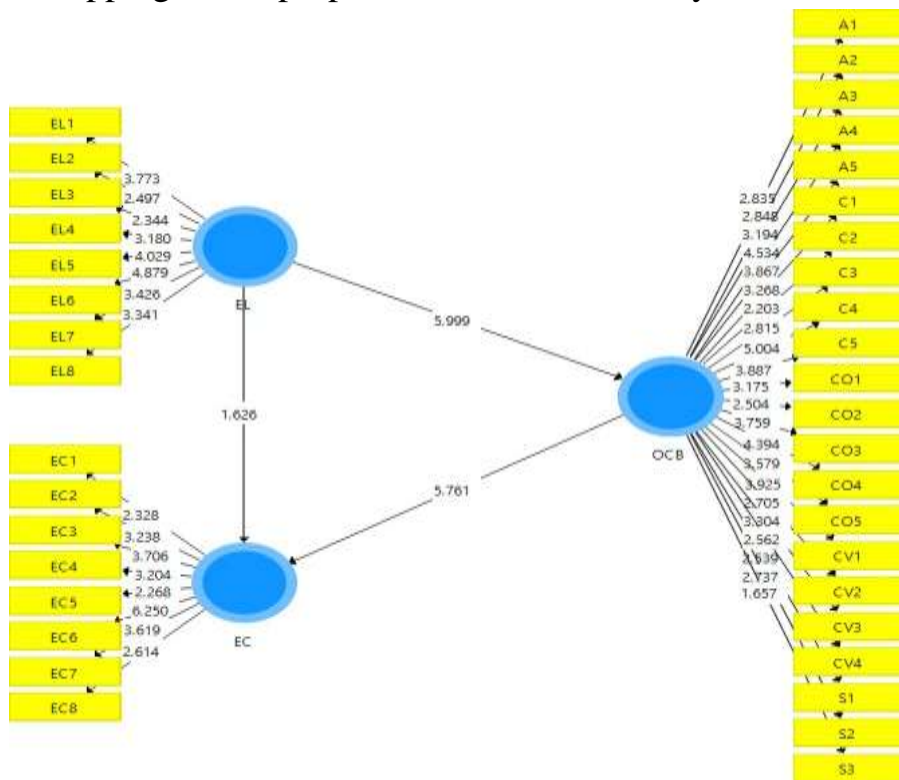 EL1
EL2
EL3
EL4
EL5
EL6
EL7
EL8
3.773
2.497
2.344
3.180
4.029
4.879
3.426
3.341
EL
5.999
1.626
5.761
EC1
EC2
EC3
EC4
EC5
EC6
EC7
EC8
2.328
3.238
3.706
3.204
2.268
6.250
3.619
2.614
EC
OCB
2.835
2.848
3.194
4.534
3.867
3.268
2.203
2.815
5.004
3.887
3.175
2.504
3.759
4.394
3.579
3.925
2.705
3.304
2.562
2.737
1.657
A1
A2
A3
A4
A5
C1
C2
C3
C4
C5
CO1
CO2
CO3
CO4
CO5
CV1
CV2
CV3
CV4
S1
S2
S3